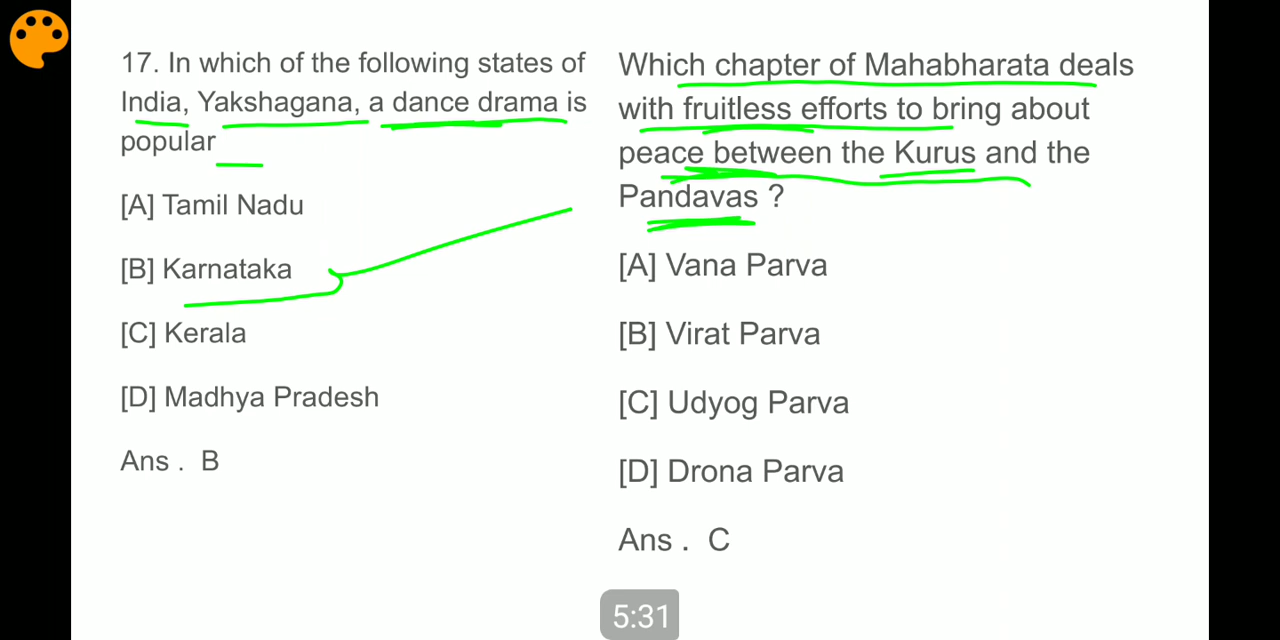 17. In which of the following states of
India, Yakshagana, a dance drama is
popular
[A] Tamil Nadu
[B] Karnataka
[C] Kerala
[D] Madhya Pradesh
Ans . B
Which chapter of Mahabharata deals
with fruitless efforts to bring about
peace between the Kurus and the
Pandavas ?
[A] Vana Parva
[B] Virat Parva
[C] Udyog Parva
[D] Drona Parva
Ans . C
5:31